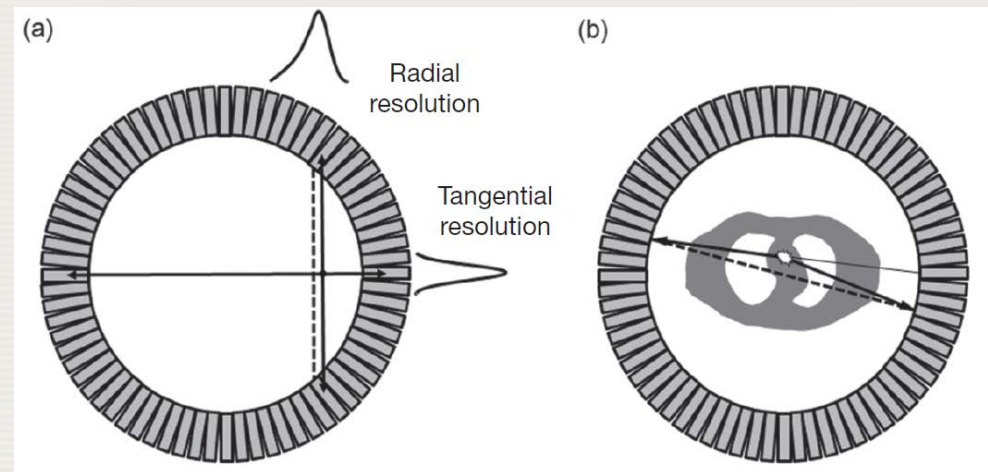 (a)
Radial
resolution
Tangential
resolution
(b)